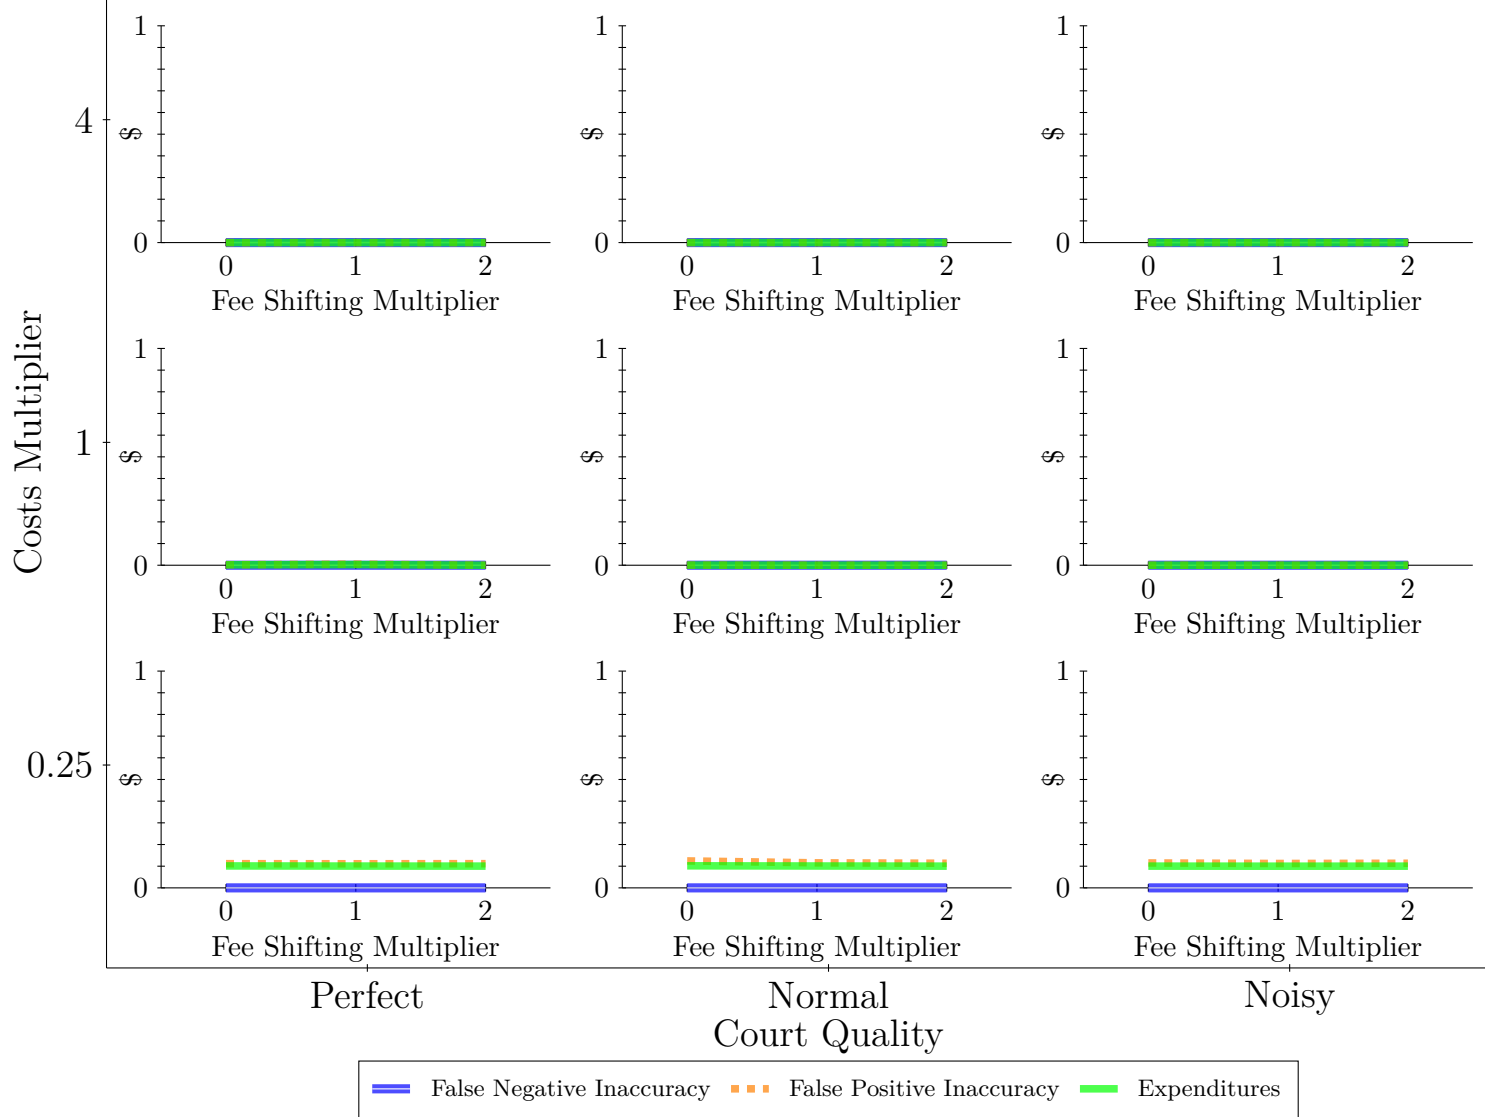 Costs Multiplier
4
1
0.25
1
$
0
0 1 2
Fee Shifting Multiplier
1
$
0
0 1 2
Fee Shifting Multiplier
1
$
0
0 1 2
Fee Shifting Multiplier
1
$
0
0 1 2
Fee Shifting Multiplier
1
$
0
0 1 2
Fee Shifting Multiplier
1
$
0
0 1 2
Fee Shifting Multiplier
1
$
0
0 1 2
Fee Shifting Multiplier
1
$
0
0 1 2
Fee Shifting Multiplier
1
$
0
0 1 2
Fee Shifting Multiplier
Perfect Normal Noisy
Court Quality
False Negative Inaccuracy False Positive Inaccuracy Expenditures